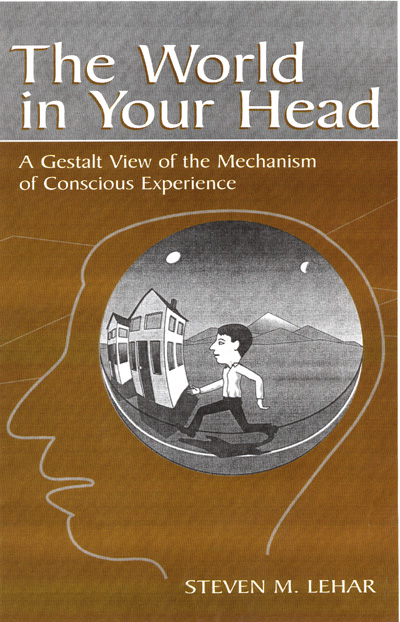 The World
in Your Head
A Gestalt View of the Mechanism
of Conscious Experience
STEVEN M. LEHAR